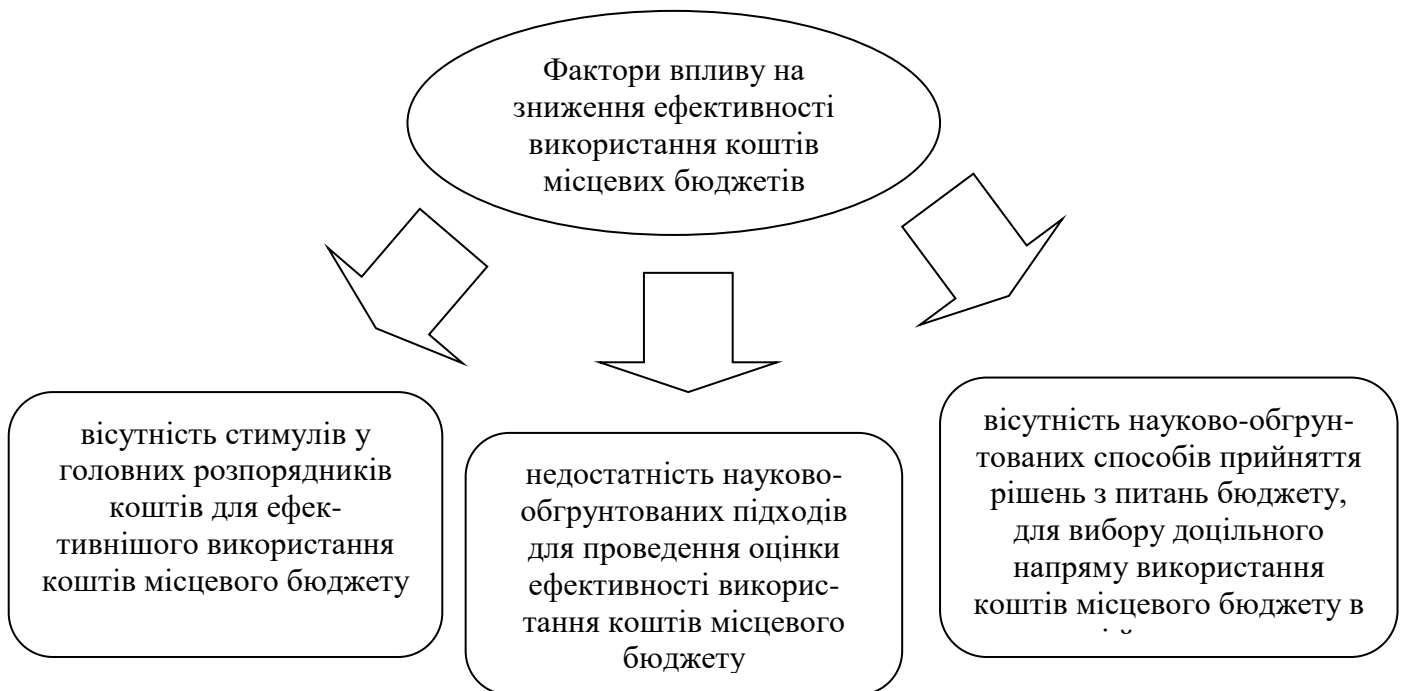 Фактори впливу на
зниження ефективності
використання коштів
місцевих бюджетів
вісутність стимулів у
головних розпорядників
коштів для ефек-
тивнішого використання
коштів місцевого бюджету
недостатність науково-
обгрунтованих підходів
для проведення оцінки
ефективності викорис-
тання коштів місцевого
бюджету
вісутність науково-обгрун-
тованих способів прийняття
рішень з питань бюджету,
для вибору доцільного
напряму використання
коштів місцевого бюджету в